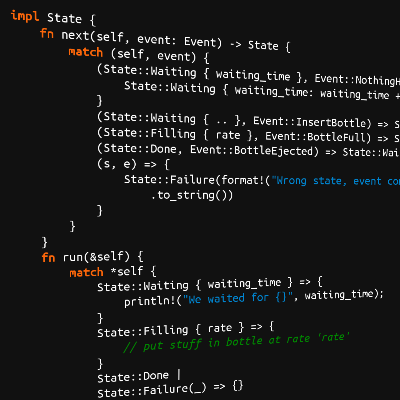 impl State {
fn next(self, event: Event) -> State {
match (self, event) {
(State::Waiting { waiting_time }, Event::NothingH
State::Waiting { waiting_time: waiting_time +
}
(State::Waiting { .. }, Event::InsertBottle) => S
(State::Filling { rate }, Event::BottleFull) => S
(State::Done, Event::BottleEjected) => State::Wai
(s, e) => {
State::Failure(format!("Wrong state, event com
.to_string())
}
}
}
fn run(&self) {
match *self {
State::Waiting { waiting_time } => {
println!("We waited for {}", waiting_time);
}
State::Filling { rate } => {
// put stuff in bottle at rate 'rate'
}
State::Done |
State::Failure(_) => {}